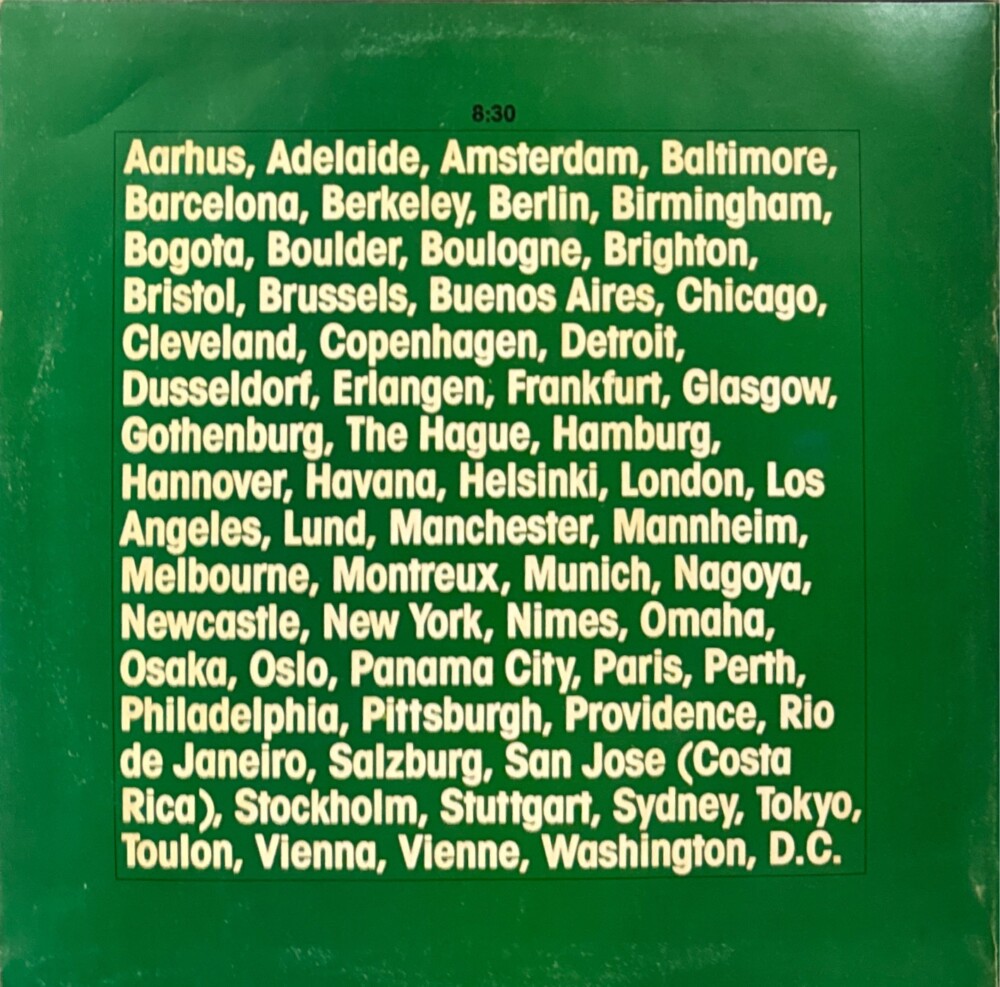 8:30
Aarhus, Adelaide, Amsterdam, Baltimore,
Barcelona, Berkeley, Berlin, Birmingham,
Bogota, Boulder, Boulogne, Brighton,
Bristol, Brussels, Buenos Aires, Chicago,
Cleveland, Copenhagen, Detroit,
Dusseldorf, Erlangen, Frankfurt, Glasgow,
Gothenburg, The Hague, Hamburg,
Hannover, Havana, Helsinki, London, Los
Angeles, Lund, Manchester, Mannheim,
Melbourne, Montreux, Munich, Nagoya,
Newcastle, New York, Nimes, Omaha,
Osaka, Oslo, Panama City, Paris, Perth,
Philadelphia, Pittsburgh, Providence, Rio
de Janeiro, Salzburg, San Jose (Costa
Rica), Stockholm, Stuttgart, Sydney, Tokyo,
Toulon, Vienna, Vienne, Washington, D.C.